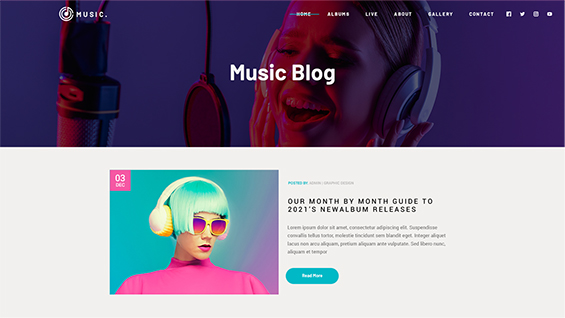 MUSIC.
HOME ALBUMS LIVE ABOUT GALLERY CONTACT
Music Blog
03
DEC
POSTED BY: ADMIN / GRAPHIC DESIGN
OUR MONTH BY MONTH GUIDE TO
2021'S NEWALBUM RELEASES
Lorem ipsum dolor sit amet, consectetur adipiscing elit. Suspendisse
convallis tellus tortor, molestie tincidunt sem blandit eget. Integer aliquet
lacus non arcu aliquam, pretium aliquam ante vulputate. Sed libero nunc,
aliquam et tempor
Read More